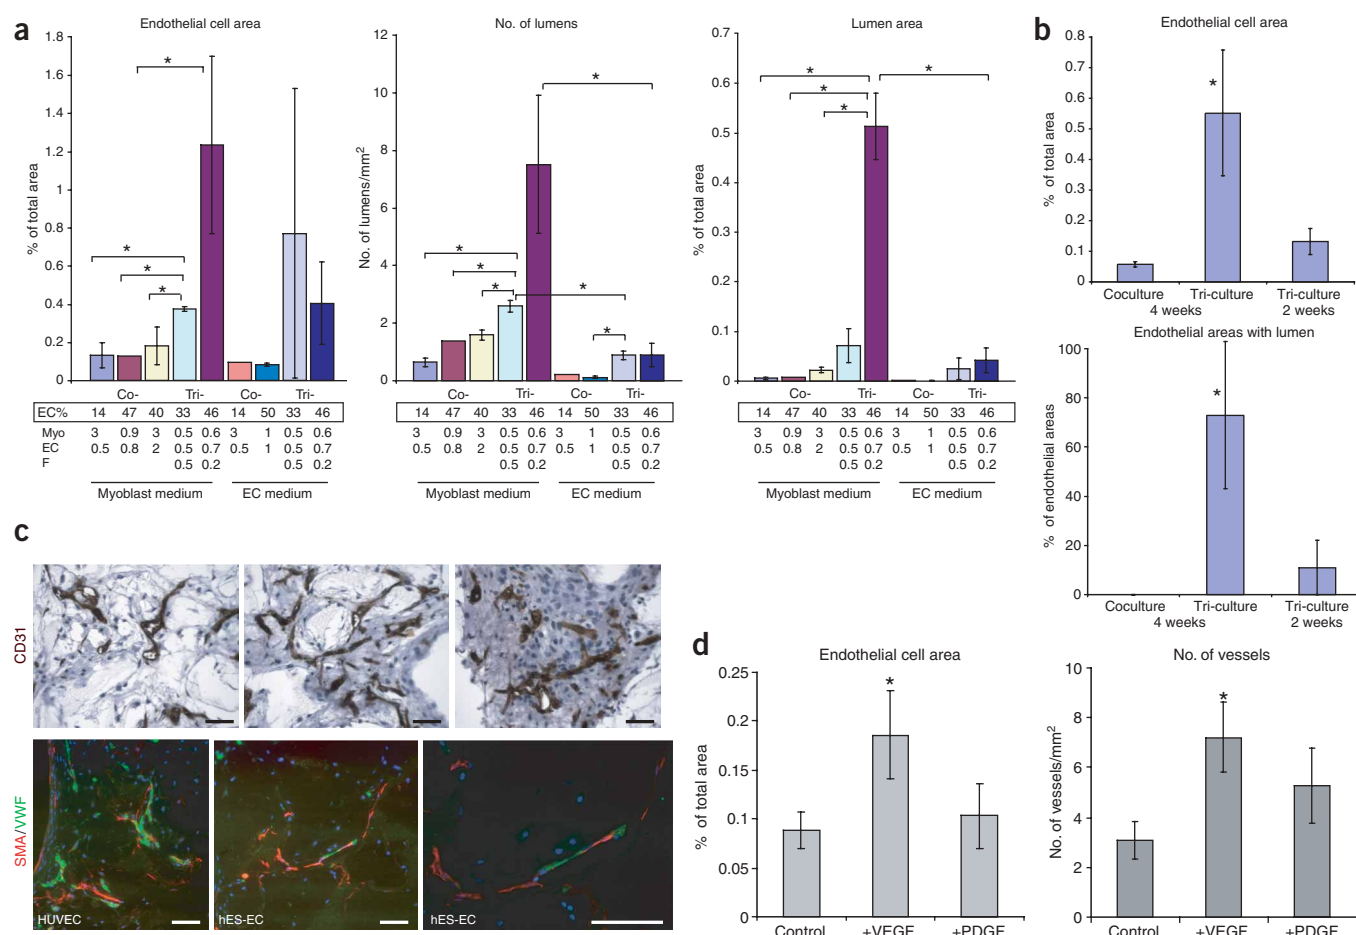 a
Endothelial cell area
% of total area
1.8
1.6
1.4
1.2
1
0.8
0.6
0.4
0.2
0
* * * *
Co- Tri- Co- Tri-
EC% 14 47 40 33 46 14 50 33 46
Myo 3 0.9 3 0.5 0.6 3 1 0.5 0.6
EC 0.5 0.8 2 0.5 0.7 0.5 1 0.5 0.7
F 0.5 0.2 0.5 0.2
Myoblast medium EC medium
No. of lumens
No. of lumens/mm2
12
10
8
6
4
2
0
* * * * * *
Co- Tri- Co- Tri-
14 47 40 33 46 14 50 33 46
3 0.9 3 0.5 0.6 3 1 0.5 0.6
0.5 0.8 2 0.5 0.7 0.5 1 0.5 0.7
0.5 0.2 0.5 0.2
Myoblast medium EC medium
Lumen area
% of total area
0.7
0.6
0.5
0.4
0.3
0.2
0.1
0
* * * *
Co- Tri- Co- Tri-
14 47 40 33 46 14 50 33 46
3 0.9 3 0.5 0.6 3 1 0.5 0.6
0.5 0.8 2 0.5 0.7 0.5 1 0.5 0.7
0.5 0.2 0.5 0.2
Myoblast medium EC medium
b
Endothelial cell area
% of total area
0.8
0.7
0.6
0.5
0.4
0.3
0.2
0.1
0
*
Coculture Tri-culture Tri-culture
4 weeks 2 weeks
Endothelial areas with lumen
% of endothelial areas
100
80
60
40
20
0
*
Coculture Tri-culture Tri-culture
4 weeks 2 weeks
c
CD31
SMA/VWF
HUVEC
hES-EC
hES-EC
d
Endothelial cell area
% of total area
0.25
0.2
0.15
0.1
0.05
0
*
Control +VEGF +PDGF
No. of vessels
No. of vessels/mm2
10
8
6
4
2
0
*
Control +VEGF +PDGF